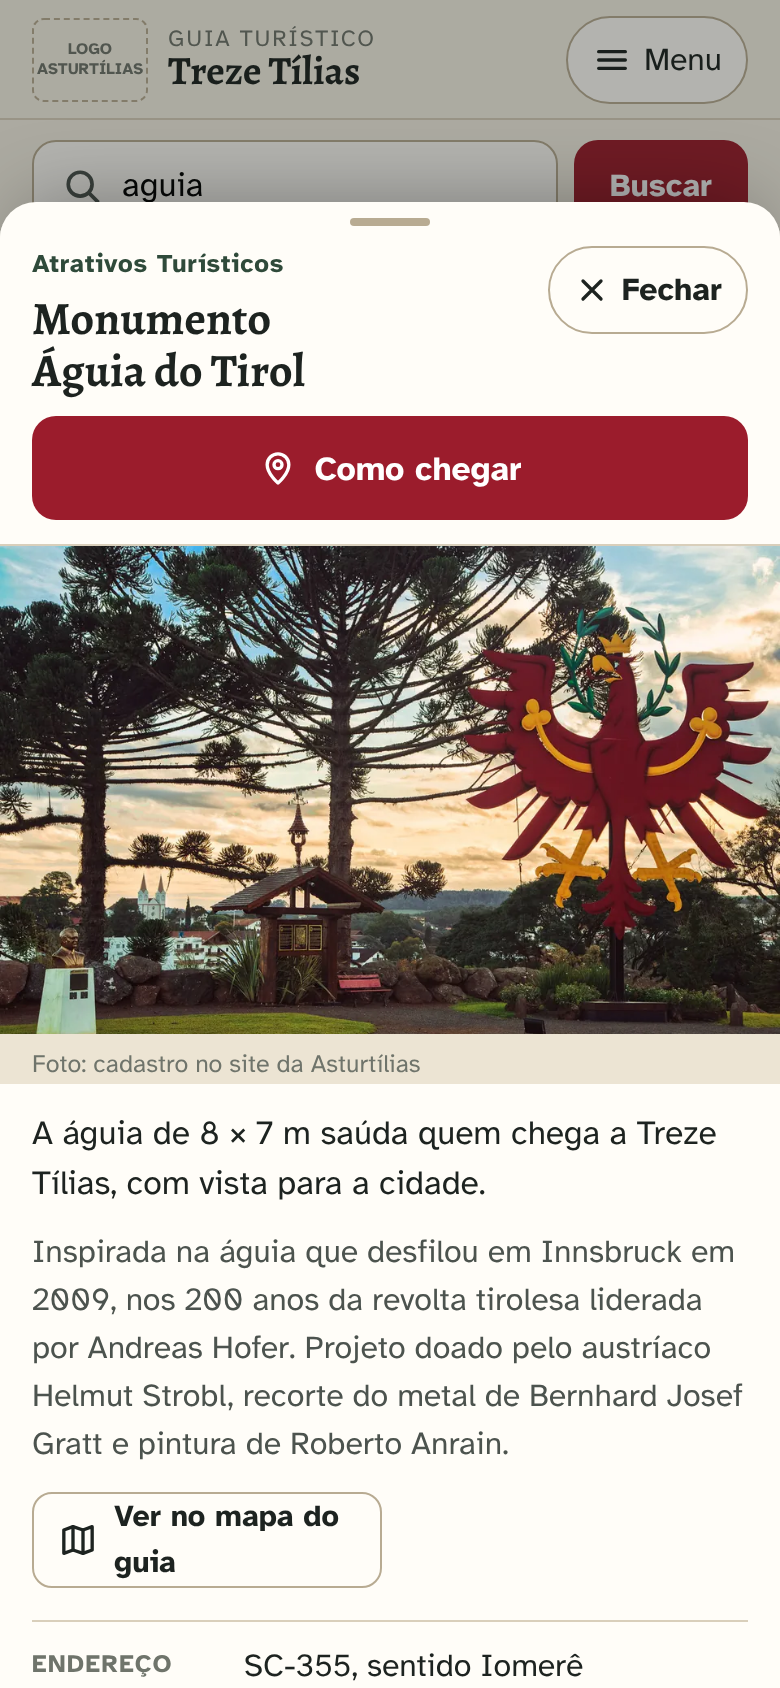 LOGO
ASTURTÍLIAS
GUIA TURÍSTICO
Treze Tílias
Menu
aguia
Buscar
Atrativos Turísticos
Fechar
Monumento
Águia do Tirol
Como chegar
Foto: cadastro no site da Asturtílias
A águia de 8 × 7 m saúda quem chega a Treze
Tílias, com vista para a cidade.
Inspirada na águia que desfilou em Innsbruck em
2009, nos 200 anos da revolta tirolesa liderada
por Andreas Hofer. Projeto doado pelo austríaco
Helmut Strobl, recorte do metal de Bernhard Josef
Gratt e pintura de Roberto Anrain.
Ver no mapa do
guia
ENDEREÇO
SC-355, sentido Iomerê